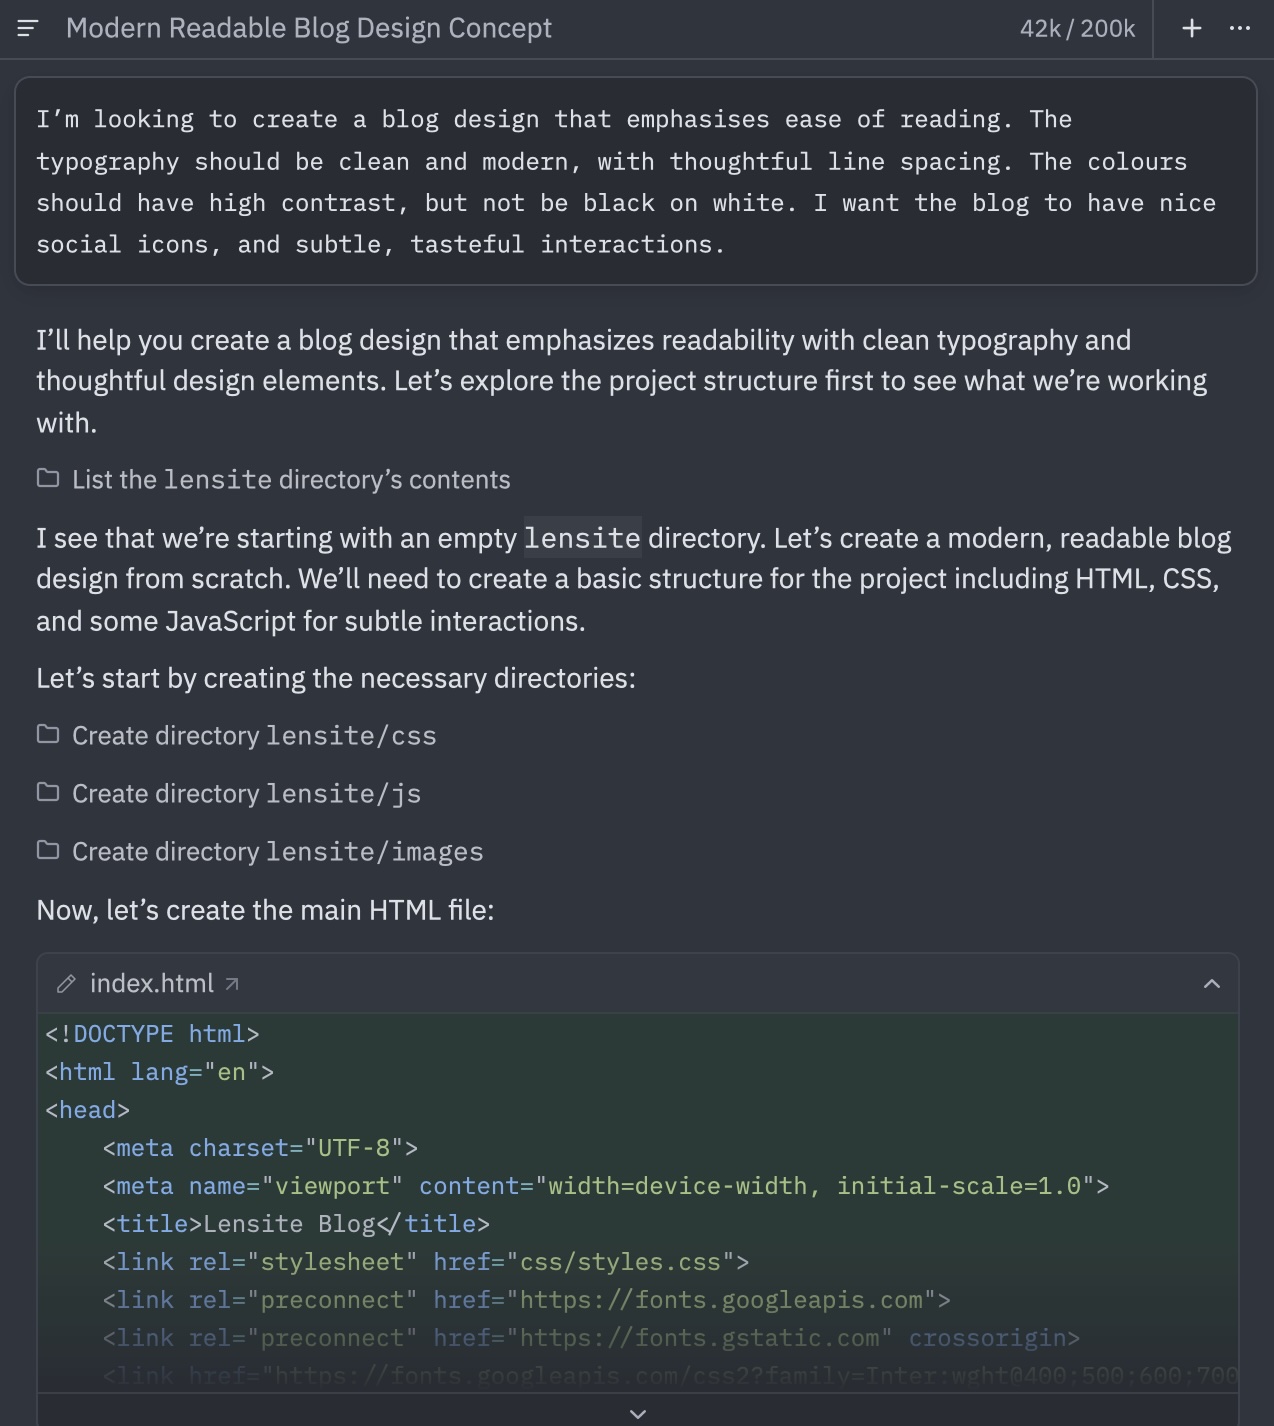 Modern Readable Blog Design Concept
42k / 200k
I’m looking to create a blog design that emphasises ease of reading. The
typography should be clean and modern, with thoughtful line spacing. The colours
should have high contrast, but not be black on white. I want the blog to have nice
social icons, and subtle, tasteful interactions.
I’ll help you create a blog design that emphasizes readability with clean typography and
thoughtful design elements. Let’s explore the project structure first to see what we’re working
with.
List the lensite directory’s contents
I see that we’re starting with an empty lensite directory. Let’s create a modern, readable blog
design from scratch. We’ll need to create a basic structure for the project including HTML, CSS,
and some JavaScript for subtle interactions.
Let’s start by creating the necessary directories:
Create directory lensite/css
Create directory lensite/js
Create directory lensite/images
Now, let’s create the main HTML file:
index.html
<!DOCTYPE html>
<html lang="en">
<head>
    <meta charset="UTF-8">
    <meta name="viewport" content="width=device-width, initial-scale=1.0">
    <title>Lensite Blog</title>
    <link rel="stylesheet" href="css/styles.css">
    <link rel="preconnect" href="https://fonts.googleapis.com">
    <link rel="preconnect" href="https://fonts.gstatic.com" crossorigin>
    <link href="https://fonts.googleapis.com/css2?family=Inter:wght@400;500;600;700